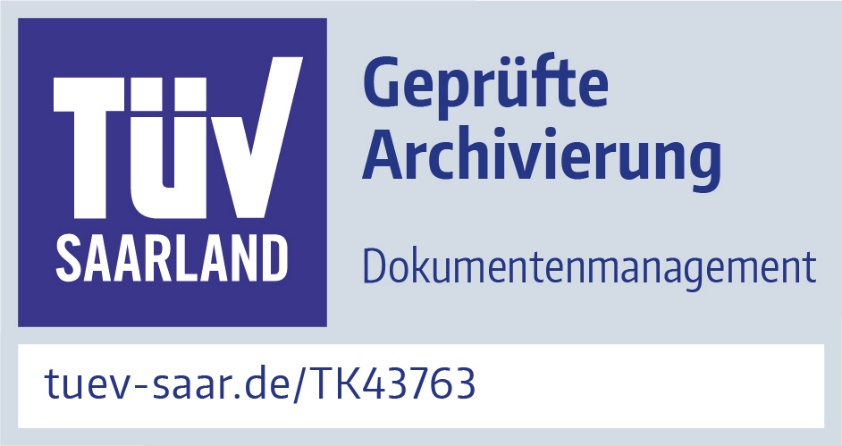 TÜV
SAARLAND
Geprüfte
Archivierung
Dokumentenmanagement
tuev-saar.de/TK43763